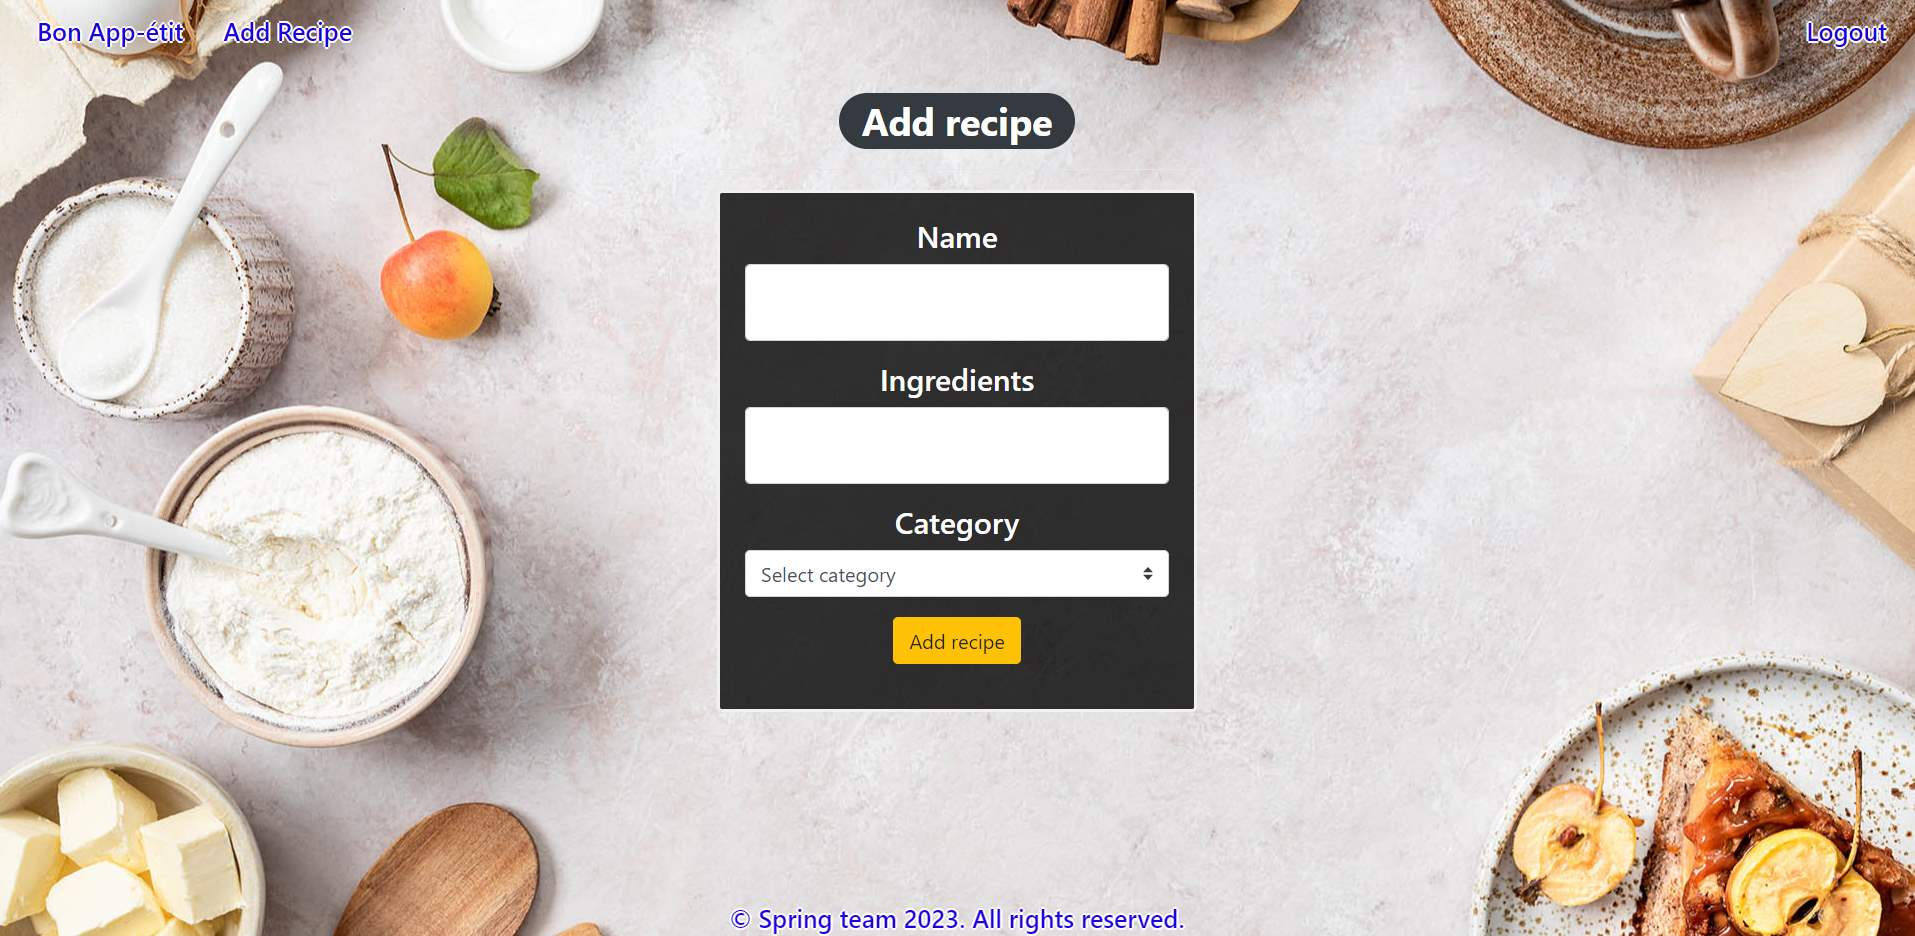 Bon App-étit Add Recipe Logout
Add recipe
Name
Ingredients
Category
Select category
Add recipe
© Spring team 2023. All rights reserved.